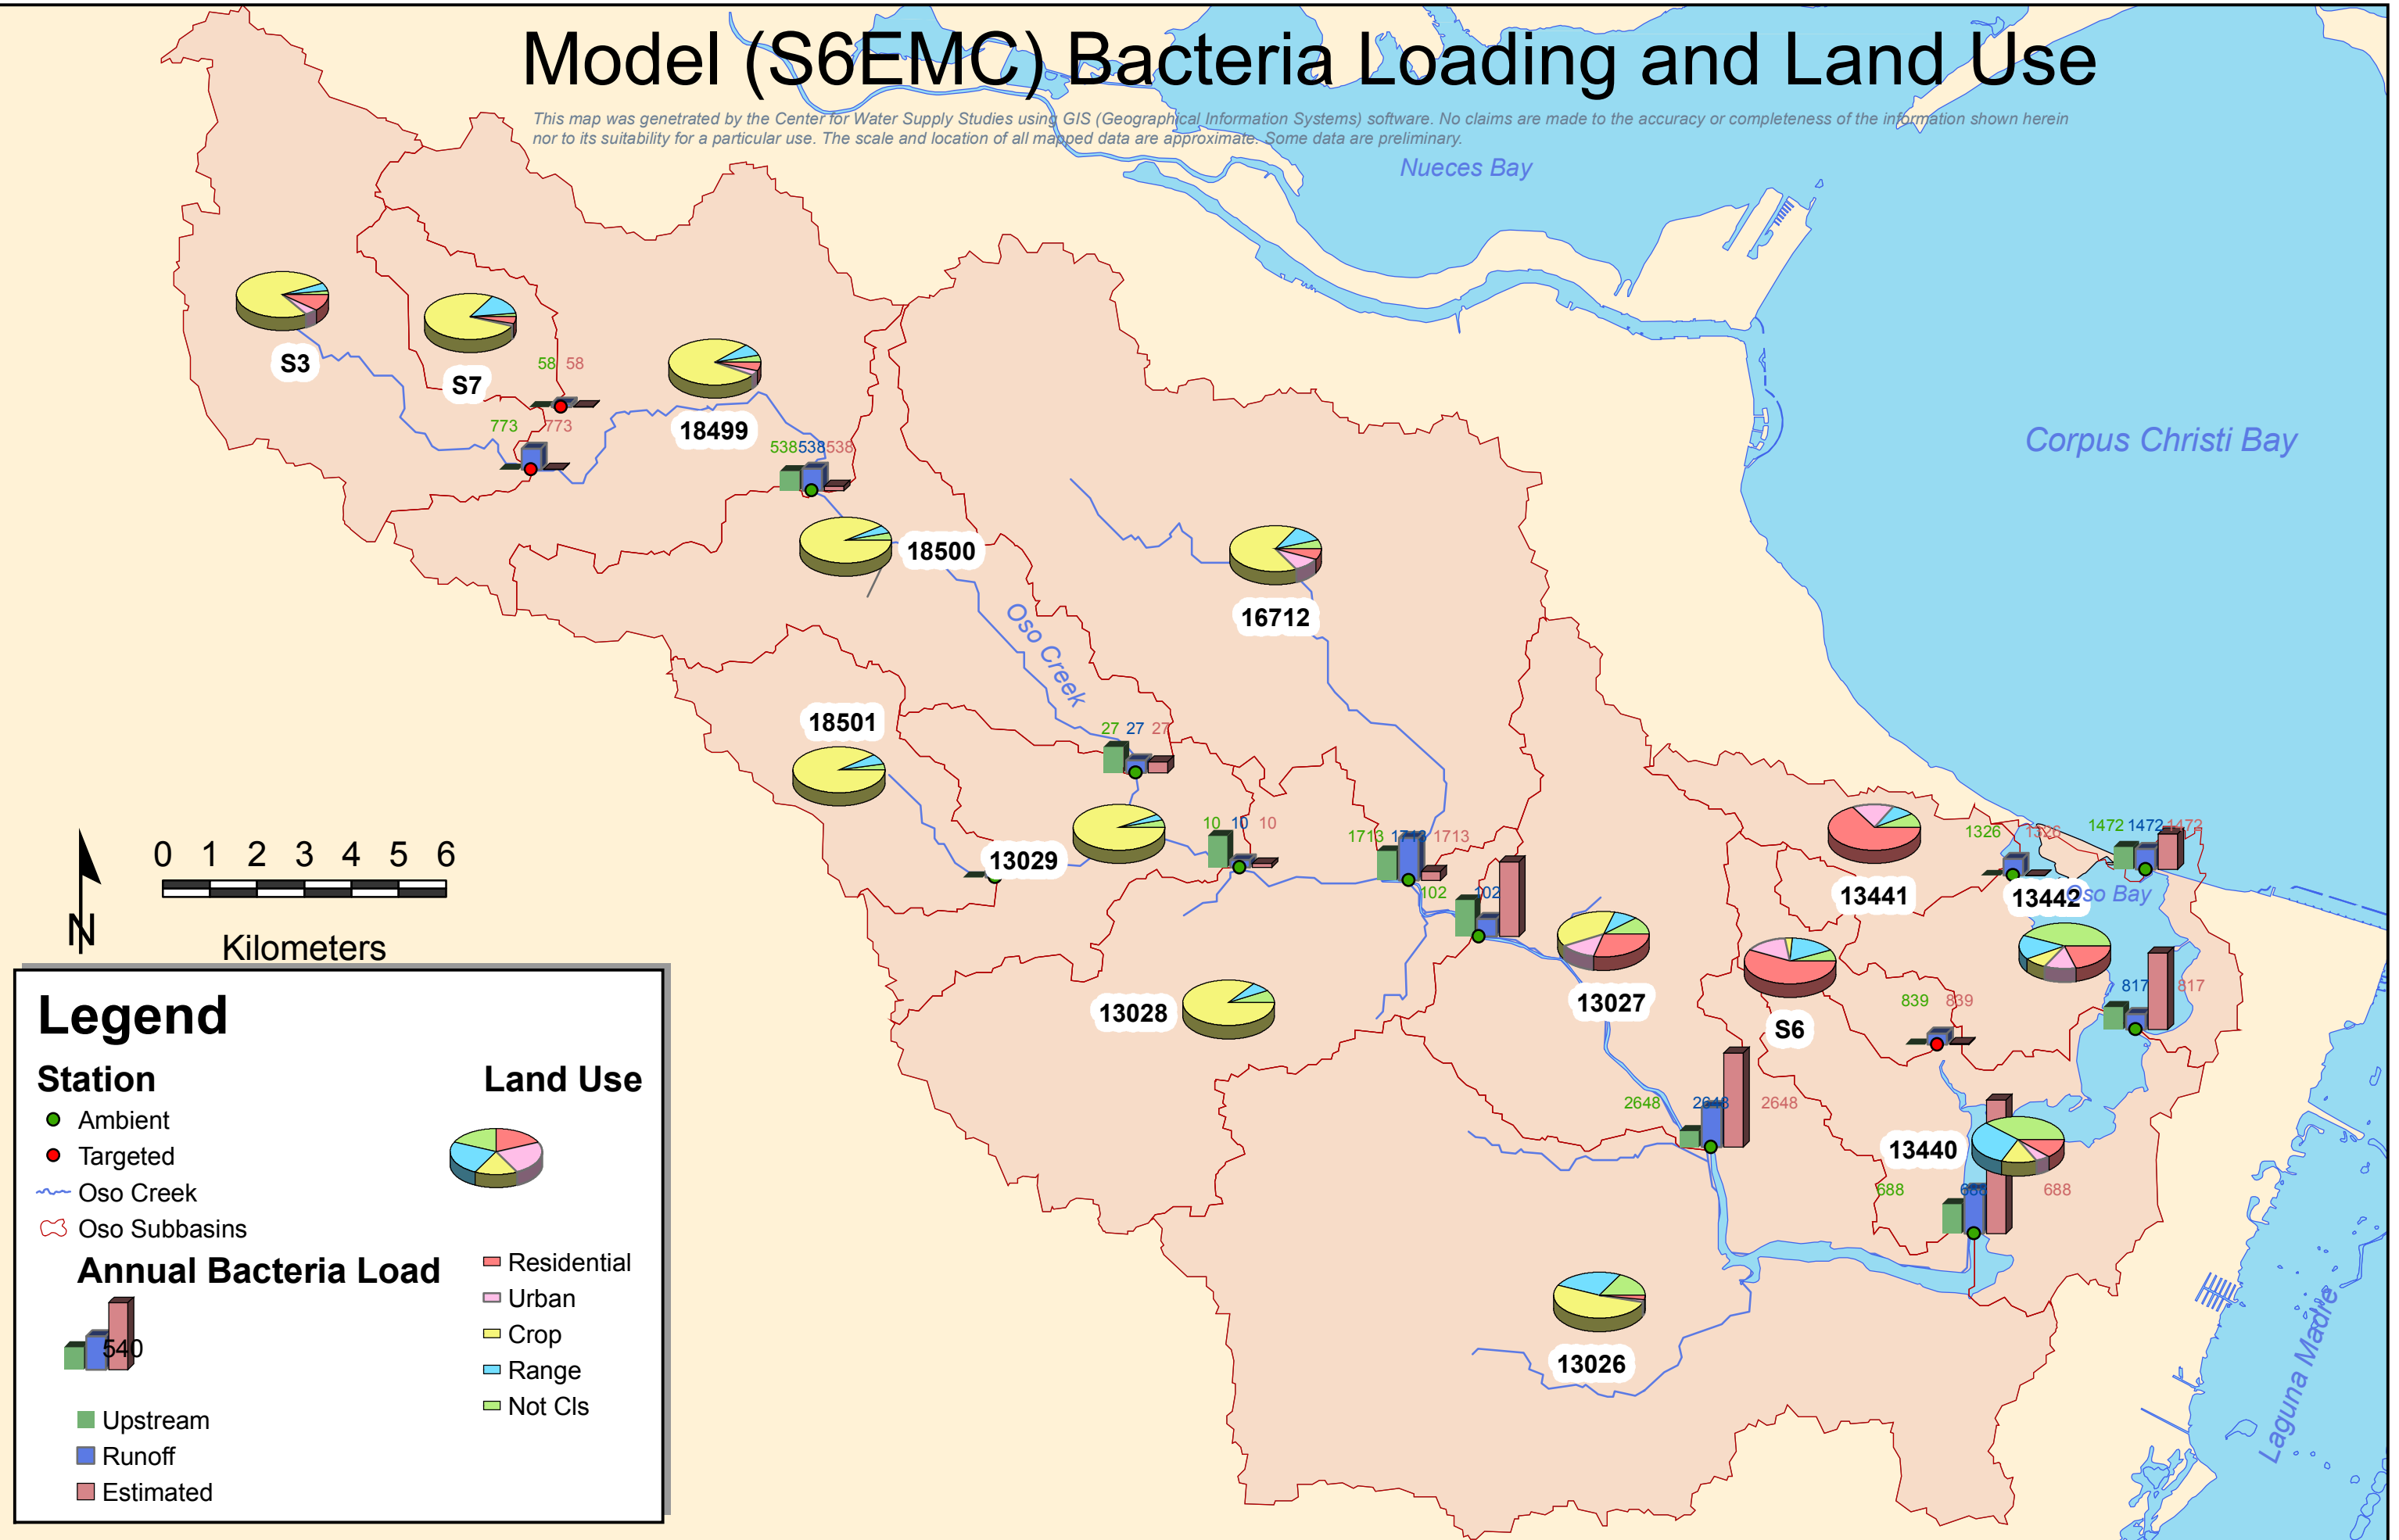 Model (S6EMC) Bacteria Loading and Land Use
This map was genetrated by the Center for Water Supply Studies using GIS (Geographical Information Systems) software. No claims are made to the accuracy or completeness of the information shown herein
nor to its suitability for a particular use. The scale and location of all mapped data are approximate. Some data are preliminary.
Nueces Bay
Corpus Christi Bay
S3
S7
58 58
773 773
18499
538 538 538
18500
16712
Oso Creek
18501
27 27 27
13029
10 10 10
1713 1713 1713
102 102
1326 1326
1472 1472 1472
13441
13442
Oso Bay
13028
13027
S6
839 839
817 817
2648 2648 2648
13440
688 688 688
13026
Laguna Madre
0 1 2 3 4 5 6
Kilometers
N
Legend
Station
Ambient
Targeted
Oso Creek
Oso Subbasins
Annual Bacteria Load
540
Upstream
Runoff
Estimated
Land Use
Residential
Urban
Crop
Range
Not Cls